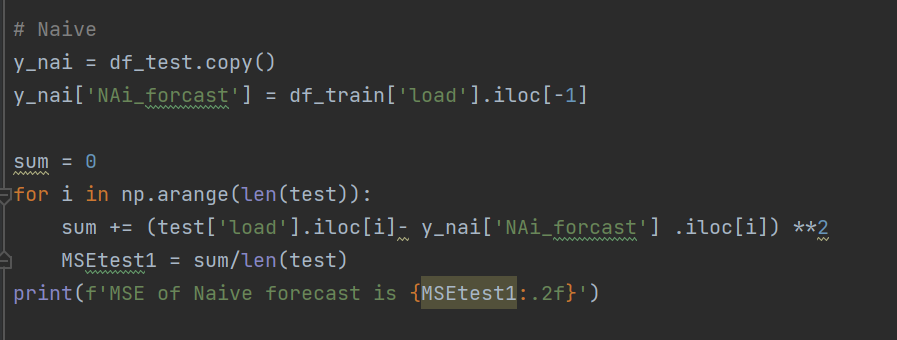 # Naive
y_nai = df_test.copy()
y_nai['NAi_forcast'] = df_train['load'].iloc[-1]
sum = 0
for i in np.arange(len(test)):
sum += (test['load'].iloc[i]- y_nai['NAi_forcast'] .iloc[i]) **2
MSEtest1 = sum/len(test)
print(f'MSE of Naive forecast is {MSEtest1:.2f}')